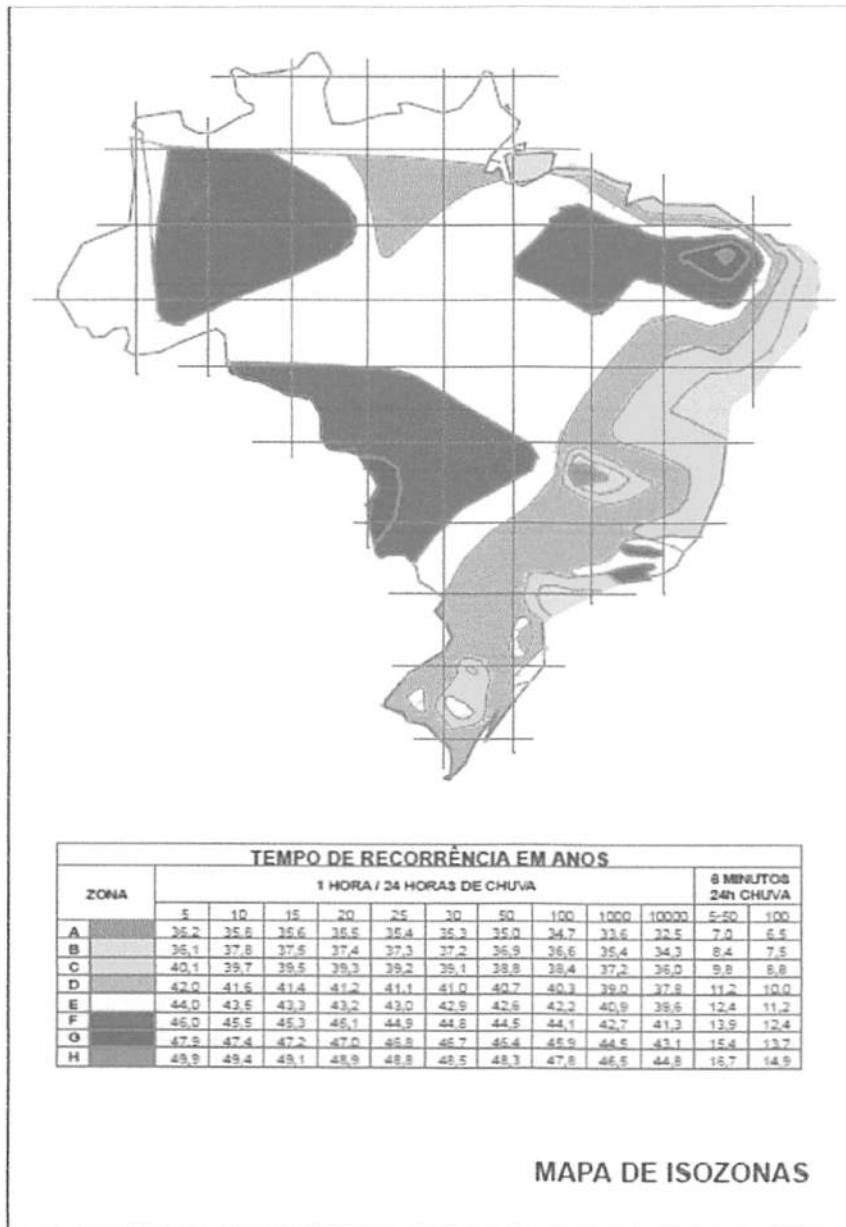 TEMPO DE RECORRÊNCIA EM ANOS
ZONA 1 HORA / 24 HORAS DE CHUVA 6 MINUTOS 24h CHUVA
5 10 15 20 25 30 50 100 1000 10000 5-50 100
A 36,2 35,8 35,6 35,5 35,4 35,3 35,0 34,7 33,6 32,5 7,0 6,5
B 38,1 37,8 37,5 37,4 37,3 37,2 36,9 36,6 35,4 34,3 8,4 7,5
C 40,1 39,7 39,5 39,3 39,2 39,1 38,8 38,4 37,2 36,0 9,8 8,8
D 42,0 41,6 41,4 41,2 41,1 41,0 40,7 40,3 39,0 37,8 11,2 10,0
E 44,0 43,5 43,3 43,2 43,0 42,9 42,6 42,2 40,9 39,6 12,4 11,2
F 46,0 45,5 45,3 45,1 44,9 44,8 44,5 44,1 42,7 41,3 13,9 12,4
G 47,9 47,4 47,2 47,0 46,8 46,7 46,4 45,9 44,5 43,1 15,4 13,7
H 49,9 49,4 49,1 48,9 48,8 48,5 48,3 47,8 46,5 44,8 16,7 14,9
MAPA DE ISOZONAS